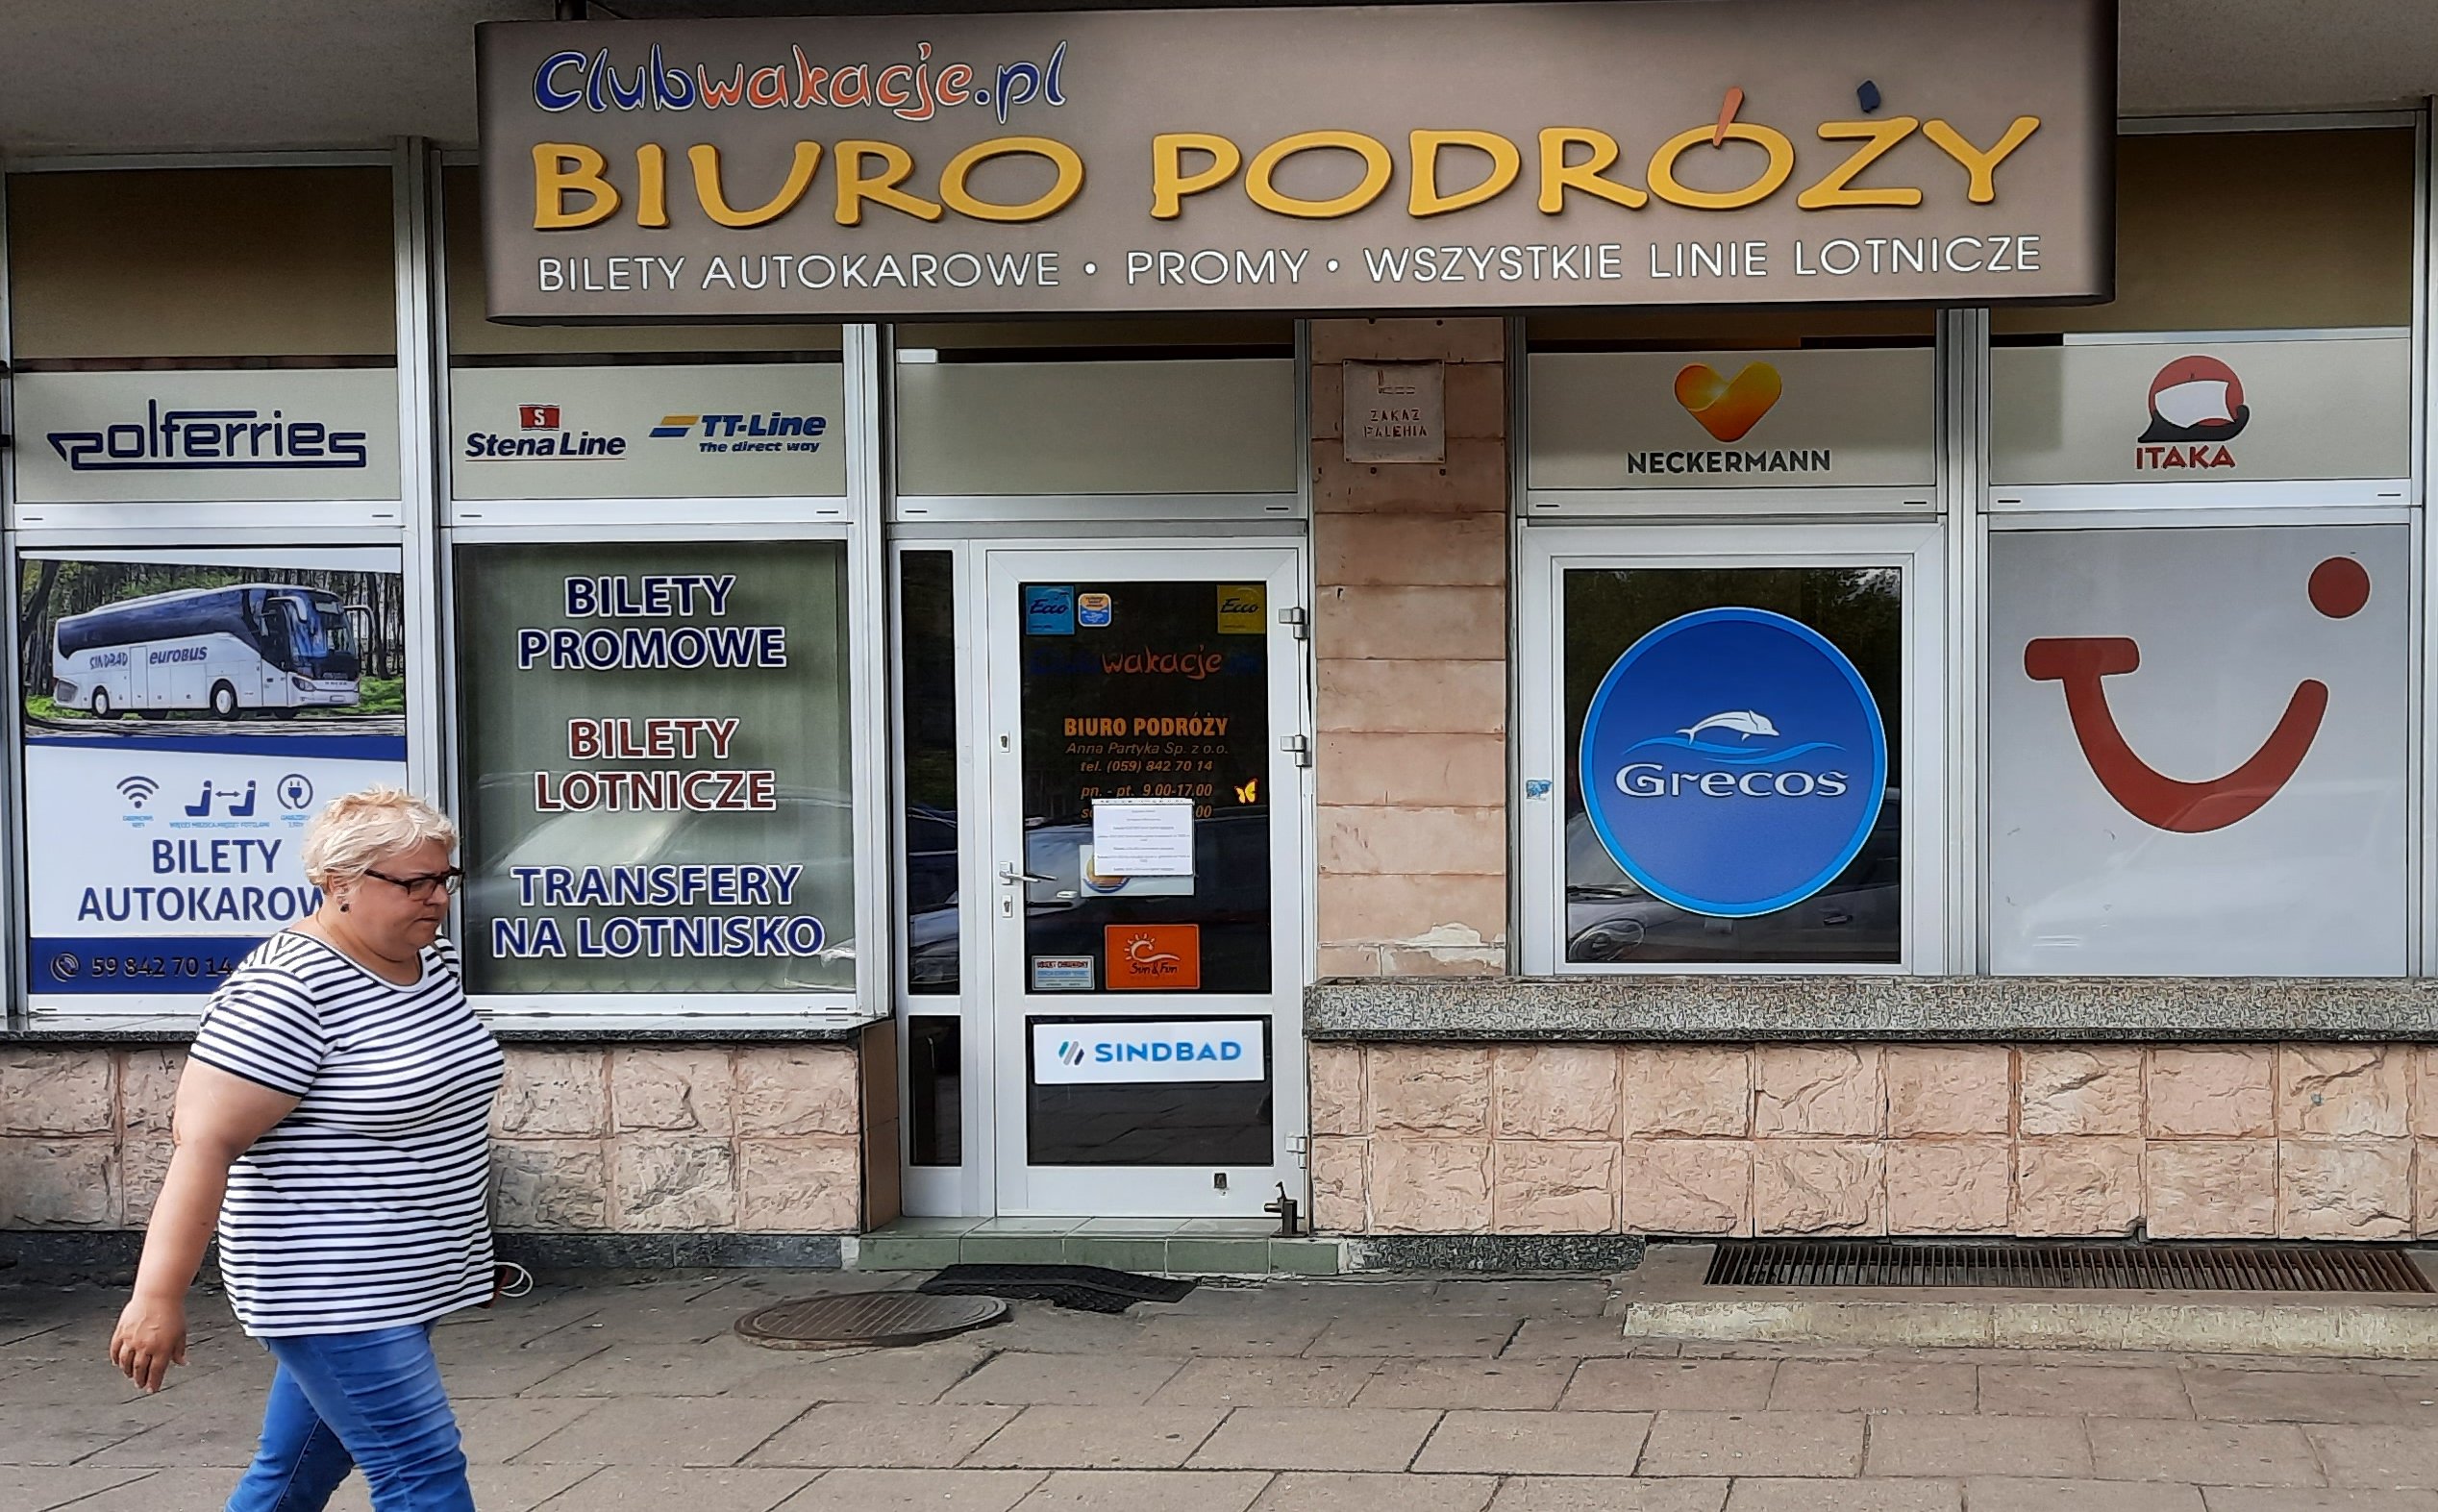 Clubwakacje.pl
BIURO PODRÓŻY
BILETY AUTOKAROWE • PROMY • WSZYSTKIE LINIE LOTNICZE
polferries
S
Stena Line
TT-Line
The direct way
ZAKAZ
PALENIA
NECKERMANN
ITAKA
SINDBAD eurobus
BILETY
AUTOKAROW
59 842 70 14
BILETY
PROMOWE
BILETY
LOTNICZE
TRANSFERY
NA LOTNISKO
Ecco
Ecco
Clubwakacje
BIURO PODRÓŻY
Anna Partyka Sp. z o.o.
tel. (059) 842 70 14
pn. - pt. 9.00-17.00
Sun & Fun
SINDBAD
Grecos